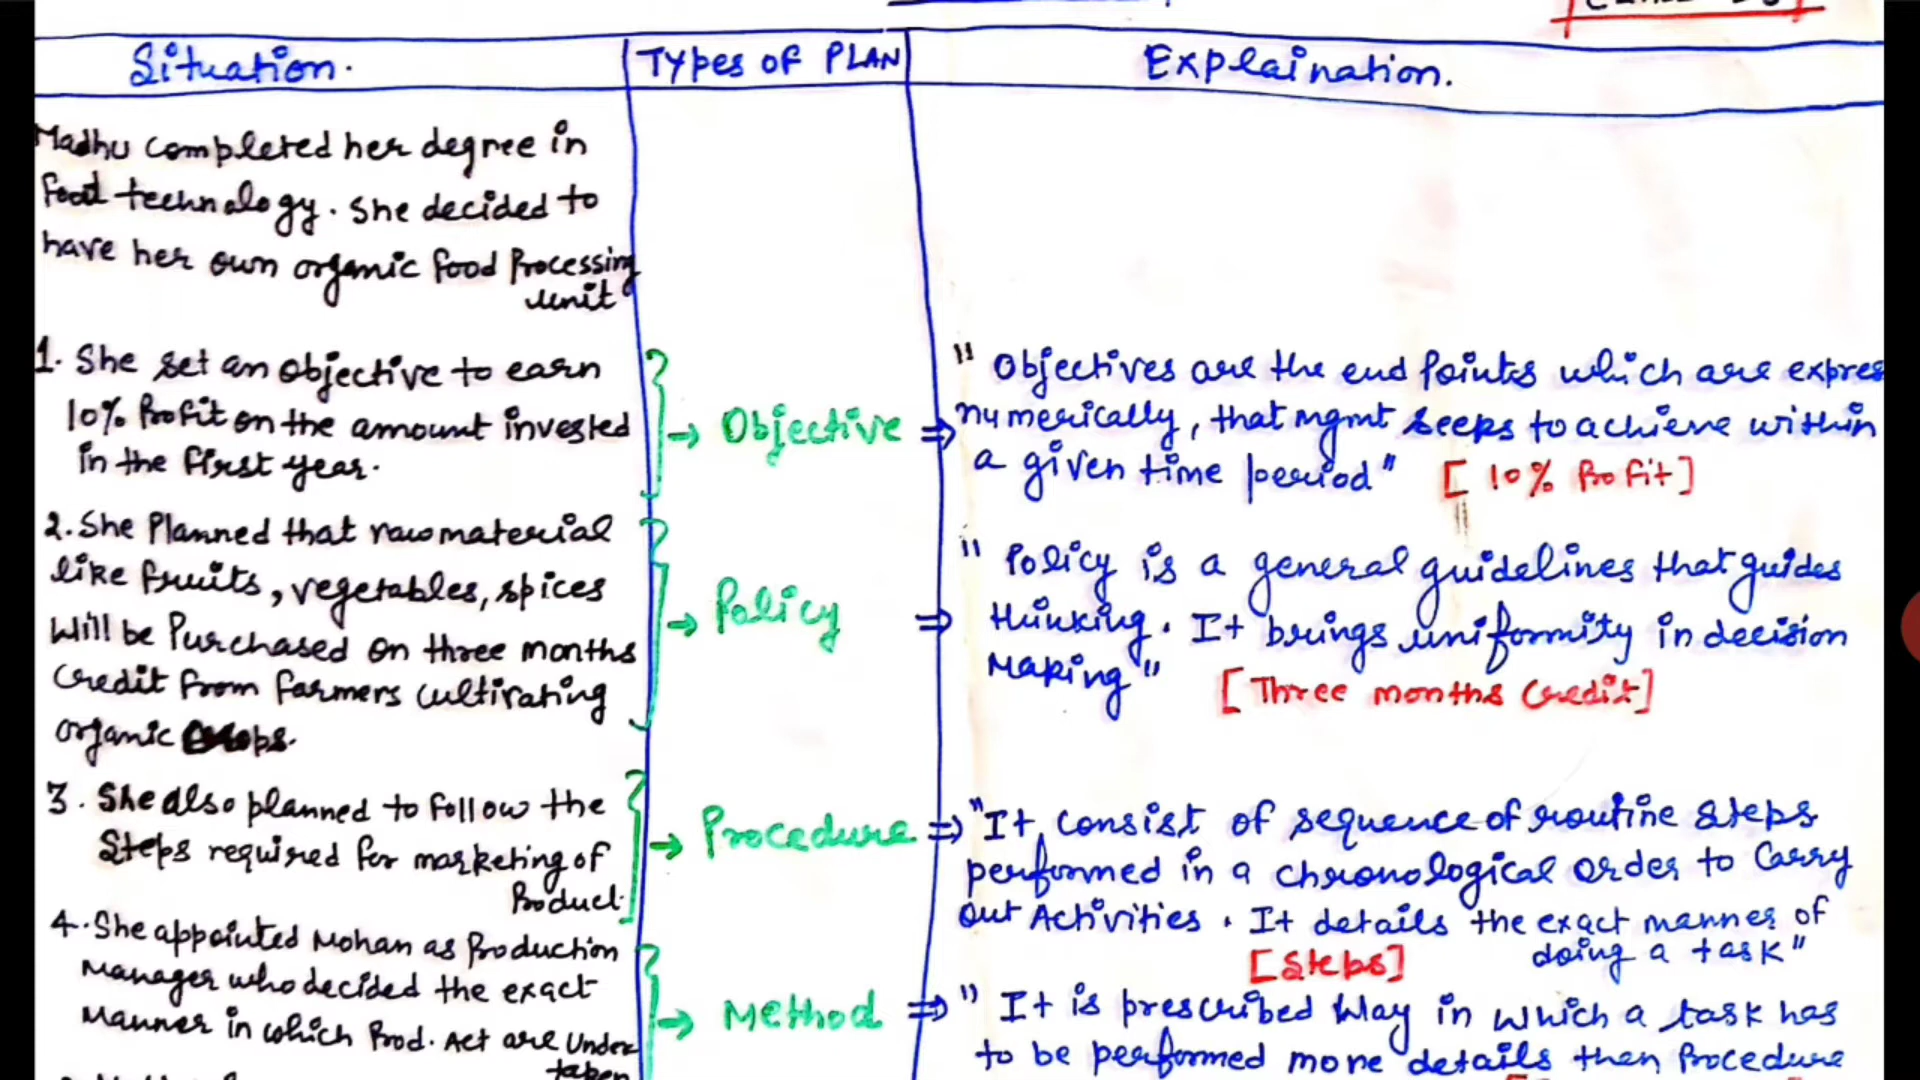 Situation.
Types of PLAN
Explaination.
Madhu completed her degree in
food technology. She decided to
have her own organic food Processing
unit
1. She set an objective to earn
10% Profit on the amount invested
in the first year.
→ Objective ⇒
" Objectives are the end points which are expres
numerically, that mgmt seeks to achieve within
a given time period" [10% Profit]
2. She Planned that raw material
like fruits, vegetables, spices
will be Purchased on three months
credit from farmers cultivating
organic
→ Policy ⇒
" Policy is a general guidelines that guides
thinking. It brings uniformity in decision
Making" [Three months Credit]
3. She also planned to follow the
Steps required for marketing of
Product.
→ Procedure ⇒
"It consist of sequence of routine steps
performed in a chronological order to Carry
out Activities. It details the exact manner of
[Steps] doing a task"
4. She appointed Mohan as Production
Manager who decided the exact
Manner in which Prod. Act are Under
taken
→ Method ⇒
" It is prescribed Way in which a task has
to be performed more details than Procedure